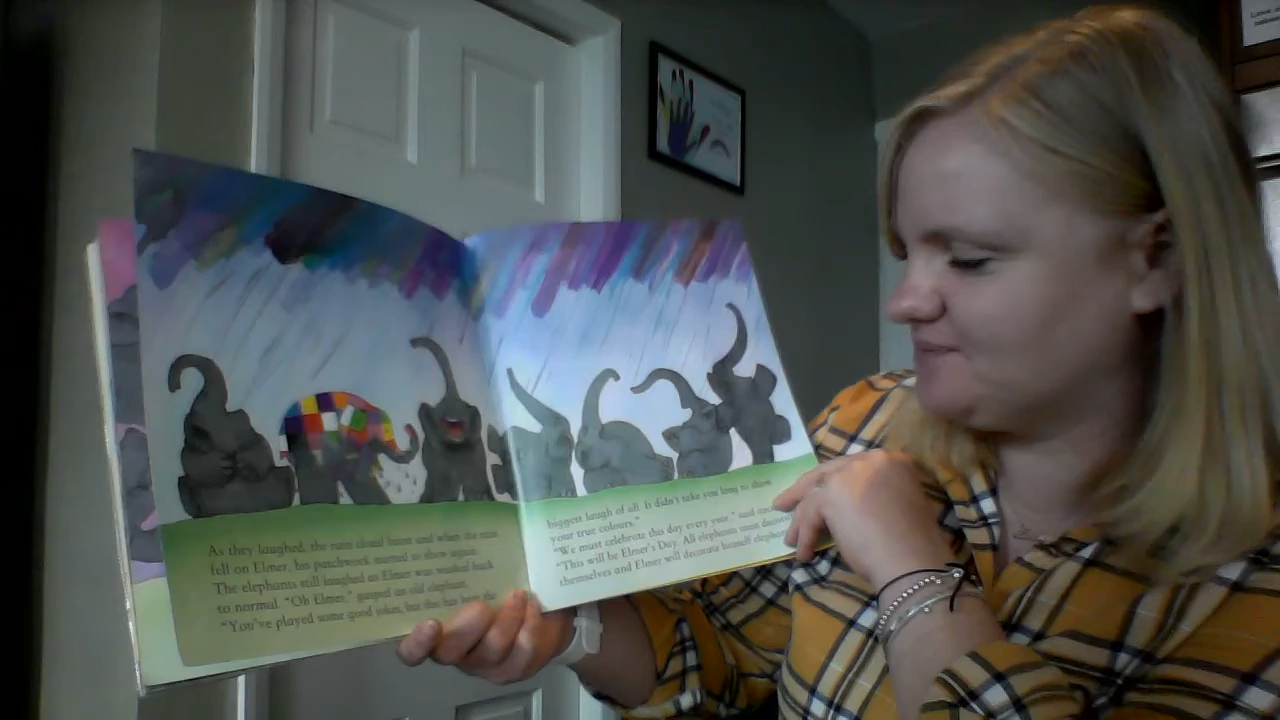 As they laughed, the rain cloud burst and when the rain
fell on Elmer, his patchwork started to show again.
The elephants still laughed as Elmer was washed back
to normal. "Oh Elmer," gasped an old elephant.
"You've played some good jokes, but this has been the
biggest laugh of all. It didn't take you long to show
your true colours."
"We must celebrate this day every year," said
"This will be Elmer's Day. All elephants must
themselves and Elmer will decorate himself